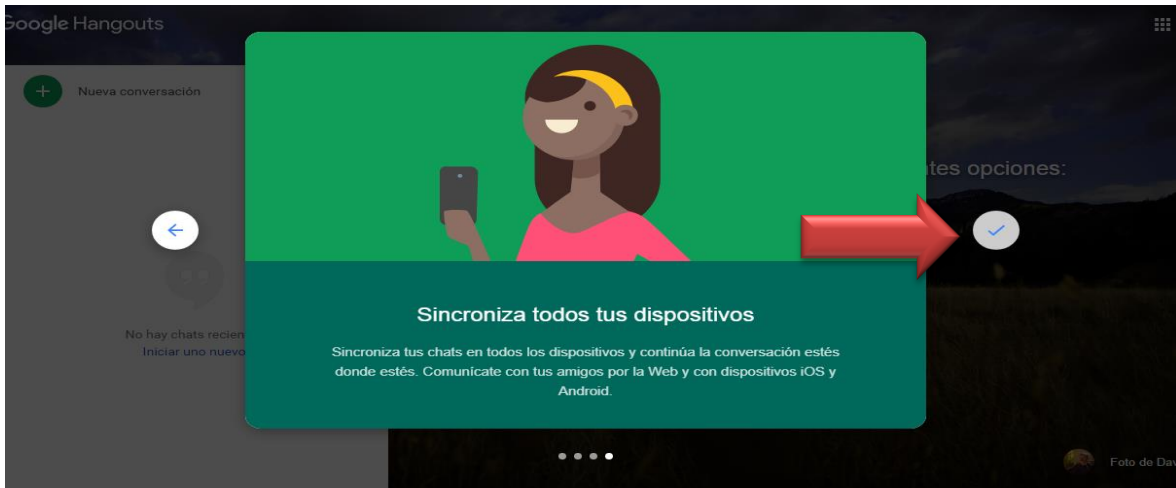 Google Hangouts
Nueva conversación
tes opciones:
No hay chats recien
Iniciar uno nuevo
Sincroniza todos tus dispositivos
Sincroniza tus chats en todos los dispositivos y continúa la conversación estés
donde estés. Comunícate con tus amigos por la Web y con dispositivos iOS y
Android.
Foto de Dav